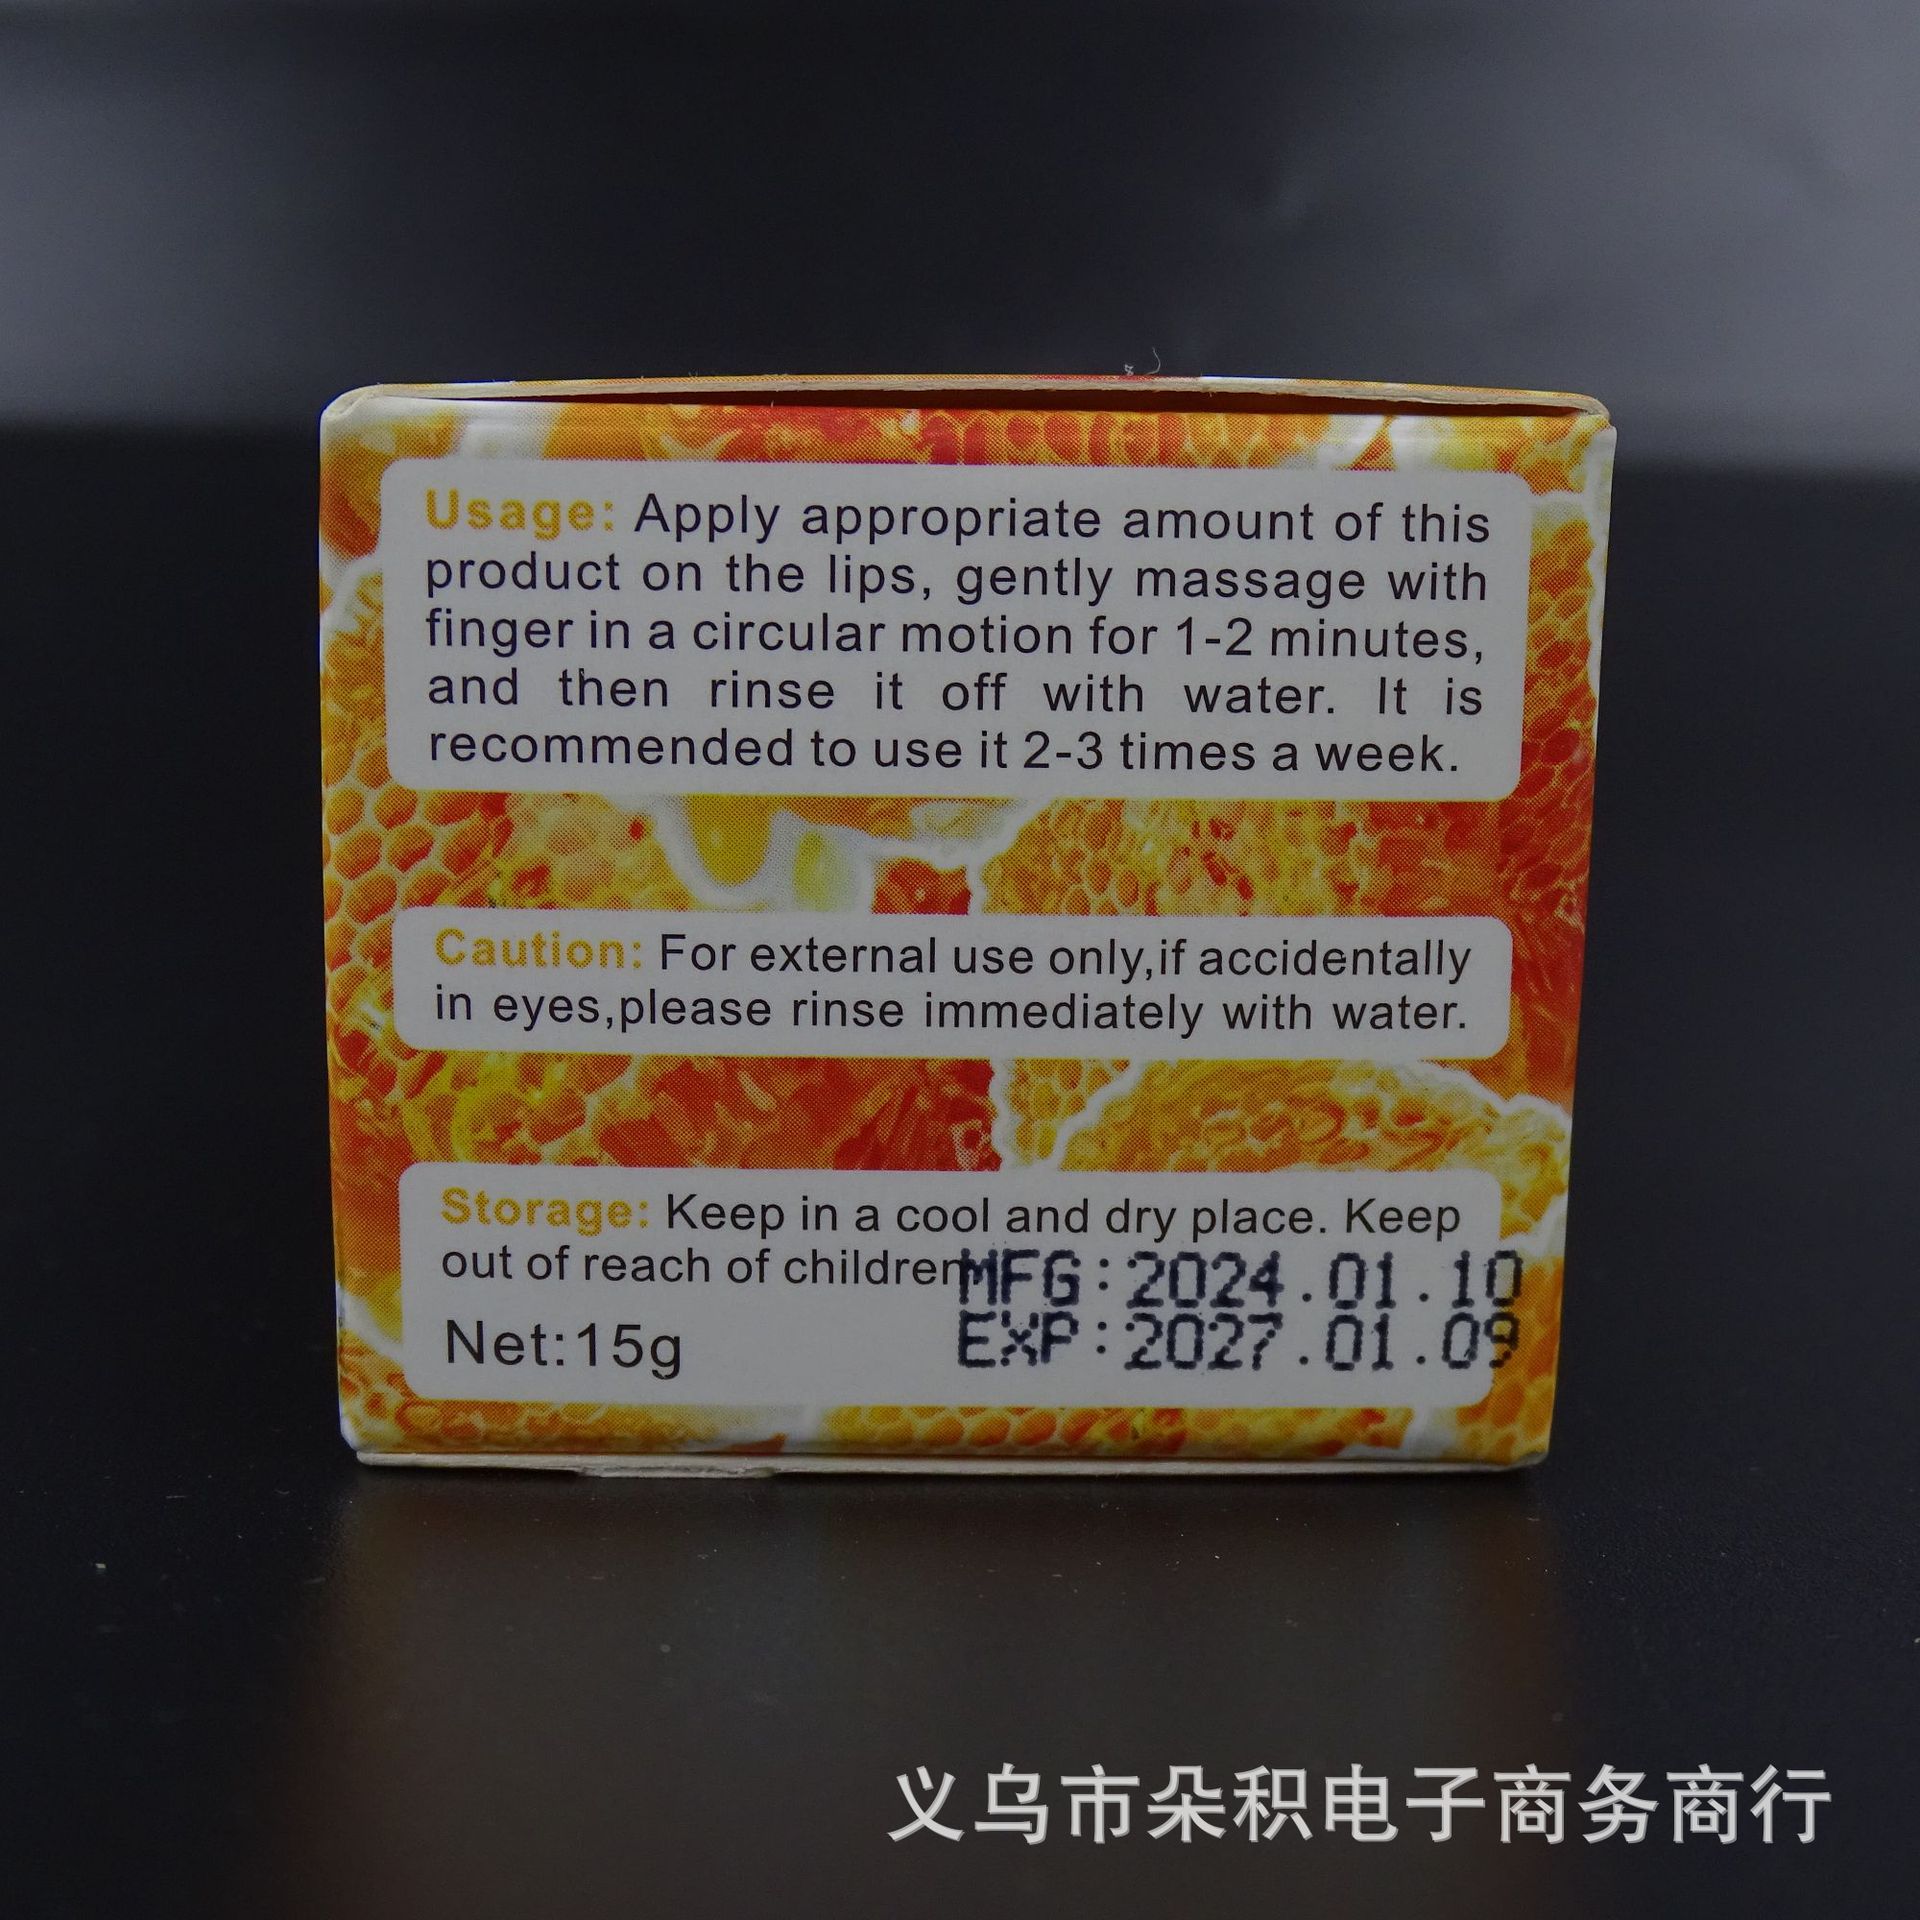 Usage: Apply appropriate amount of this
product on the lips, gently massage with
finger in a circular motion for 1-2 minutes,
and then rinse it off with water. It is
recommended to use it 2-3 times a week.
Caution: For external use only,if accidentally
in eyes,please rinse immediately with water.
Storage: Keep in a cool and dry place. Keep
out of reach of children
MFG:2024.01.10
Net:15g
EXP:2027.01.09
义乌市朵积电子商务商行